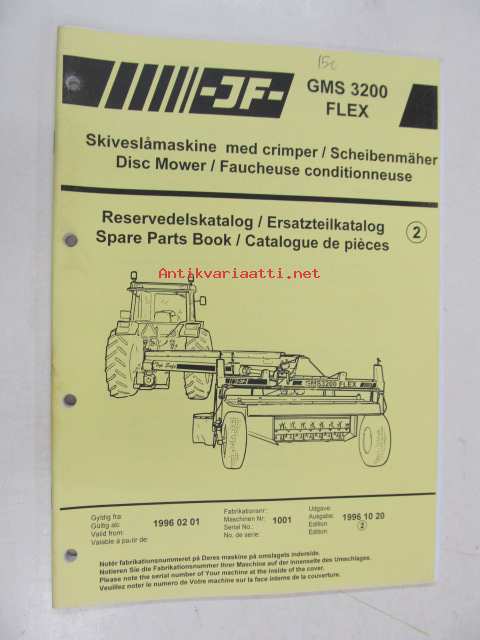 15€
-JF-
GMS 3200
FLEX
Skiveslåmaskine med crimper / Scheibenmäher
Disc Mower / Faucheuse conditionneuse
Reservedelskatalog / Ersatzteilkatalog
Spare Parts Book / Catalogue de pièces
2
Antikvariaatti.net
JF
GMS3200 FLEX
Gyldig fra:
Gültig ab:
Valid from:
Valable à partir de:
1996 02 01
Fabrikationsnr:
Maschinen Nr:
Serial No.:
No. de série:
1001
Udgave:
Ausgabe:
Edition:
Edition:
1996 10 20
2
Notér fabrikationsnummeret på Deres maskine på omslagets inderside.
Notieren Sie die Fabrikationsnummer Ihrer Maschine auf der Innenseite des Umschlages.
Please note the serial number of Your machine at the inside of the cover.
Veuillez noter le numero de Votre machine sur la face interne de la couverture.